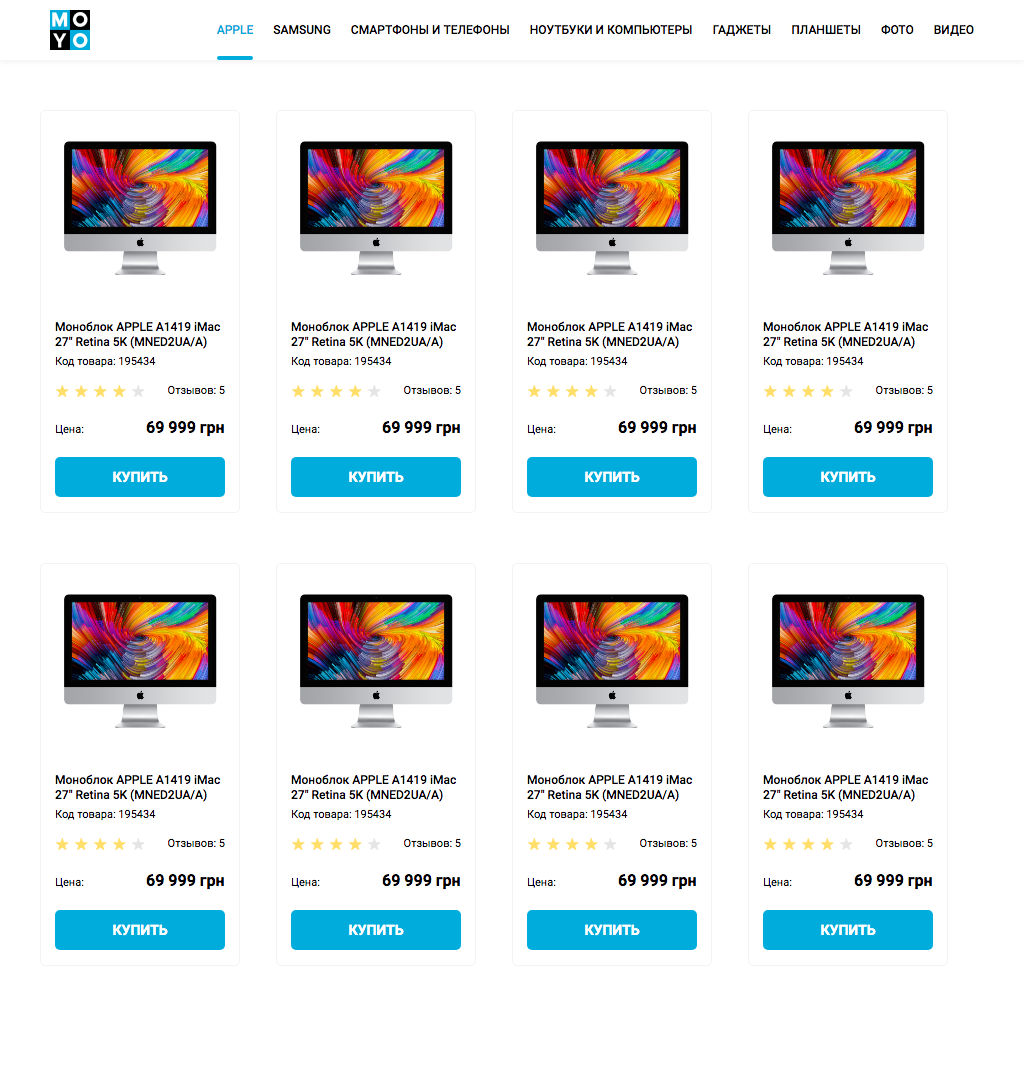 MO
YO
APPLE SAMSUNG СМАРТФОНЫ И ТЕЛЕФОНЫ НОУТБУКИ И КОМПЬЮТЕРЫ ГАДЖЕТЫ ПЛАНШЕТЫ ФОТО ВИДЕО
Моноблок APPLE A1419 iMac
27" Retina 5K (MNED2UA/A)
Код товара: 195434
Отзывов: 5
Цена: 69 999 грн
КУПИТЬ
Моноблок APPLE A1419 iMac
27" Retina 5K (MNED2UA/A)
Код товара: 195434
Отзывов: 5
Цена: 69 999 грн
КУПИТЬ
Моноблок APPLE A1419 iMac
27" Retina 5K (MNED2UA/A)
Код товара: 195434
Отзывов: 5
Цена: 69 999 грн
КУПИТЬ
Моноблок APPLE A1419 iMac
27" Retina 5K (MNED2UA/A)
Код товара: 195434
Отзывов: 5
Цена: 69 999 грн
КУПИТЬ
Моноблок APPLE A1419 iMac
27" Retina 5K (MNED2UA/A)
Код товара: 195434
Отзывов: 5
Цена: 69 999 грн
КУПИТЬ
Моноблок APPLE A1419 iMac
27" Retina 5K (MNED2UA/A)
Код товара: 195434
Отзывов: 5
Цена: 69 999 грн
КУПИТЬ
Моноблок APPLE A1419 iMac
27" Retina 5K (MNED2UA/A)
Код товара: 195434
Отзывов: 5
Цена: 69 999 грн
КУПИТЬ
Моноблок APPLE A1419 iMac
27" Retina 5K (MNED2UA/A)
Код товара: 195434
Отзывов: 5
Цена: 69 999 грн
КУПИТЬ